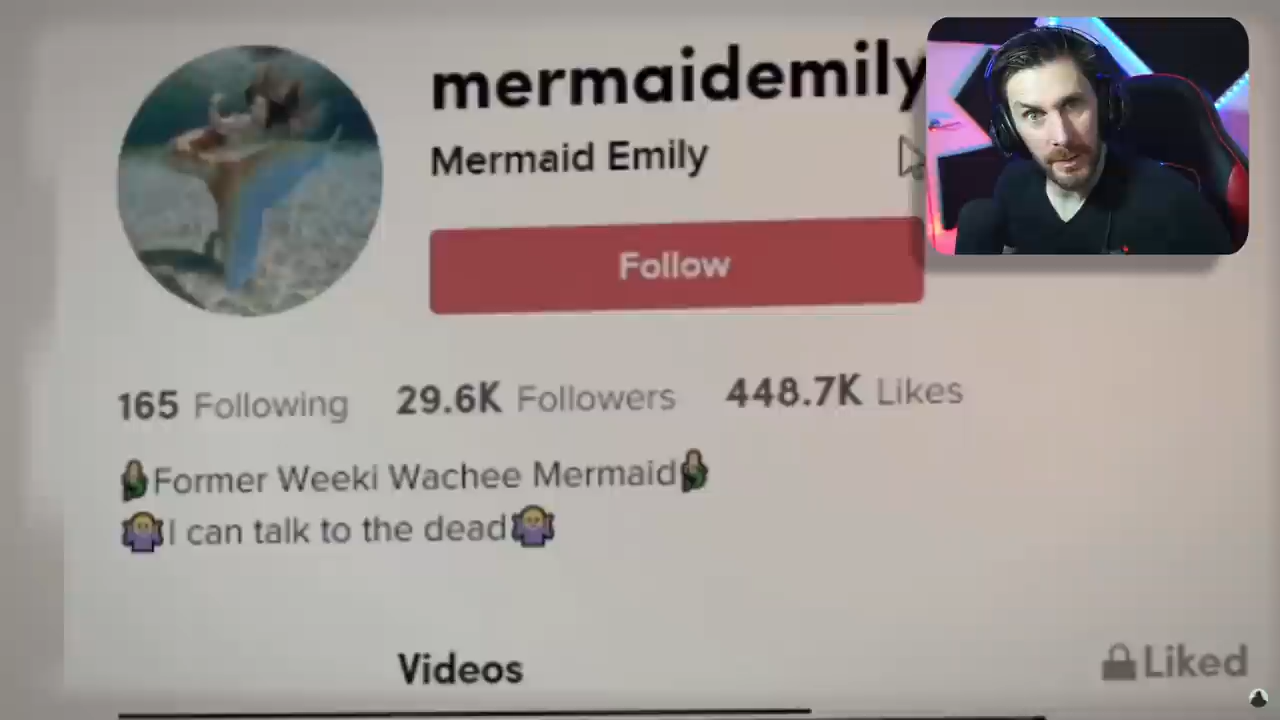 mermaidemily
Mermaid Emily
Follow
165 Following 29.6K Followers 448.7K Likes
Former Weeki Wachee Mermaid
I can talk to the dead
Videos
Liked